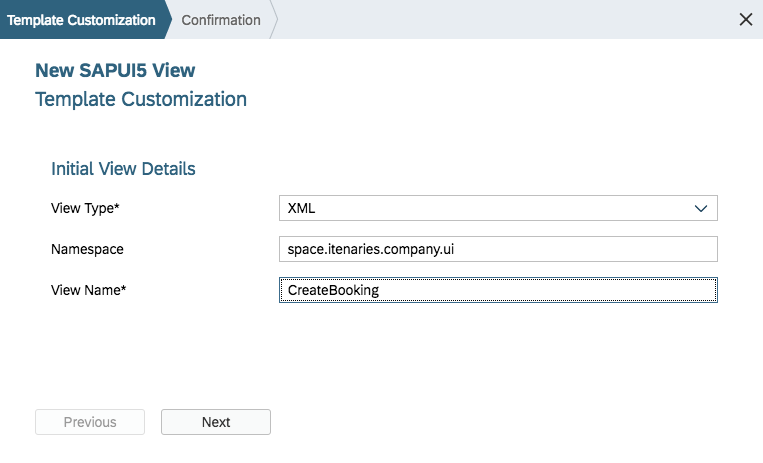 Template Customization Confirmation
New SAPUI5 View
Template Customization
Initial View Details
View Type* XML
Namespace space.itenaries.company.ui
View Name* CreateBooking
Previous Next